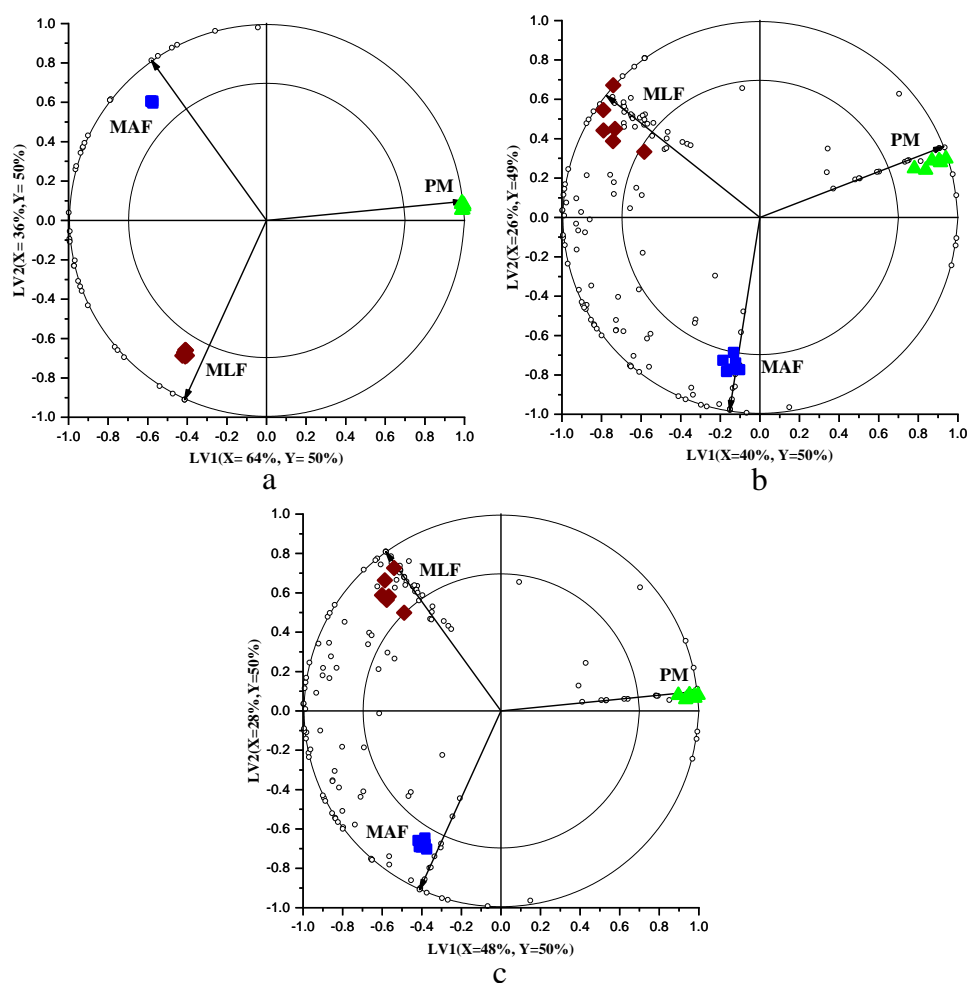 1.0
0.8
0.6
0.4
0.2
0.0
-0.2
-0.4
-0.6
-0.8
-1.0
LV2(X= 36%,Y= 50%)
MAF
PM
MLF
-1.0 -0.8 -0.6 -0.4 -0.2 0.0 0.2 0.4 0.6 0.8 1.0
LV1(X= 64%, Y= 50%)
a
1.0
0.8
0.6
0.4
0.2
0.0
-0.2
-0.4
-0.6
-0.8
-1.0
LV2(X=26%,Y=49%)
MLF
PM
MAF
-1.0 -0.8 -0.6 -0.4 -0.2 0.0 0.2 0.4 0.6 0.8 1.0
LV1(X=40%, Y=50%)
b
1.0
0.8
0.6
0.4
0.2
0.0
-0.2
-0.4
-0.6
-0.8
-1.0
LV2(X=28%,Y=50%)
MLF
PM
MAF
-1.0 -0.8 -0.6 -0.4 -0.2 0.0 0.2 0.4 0.6 0.8 1.0
LV1(X=48%, Y=50%)
c